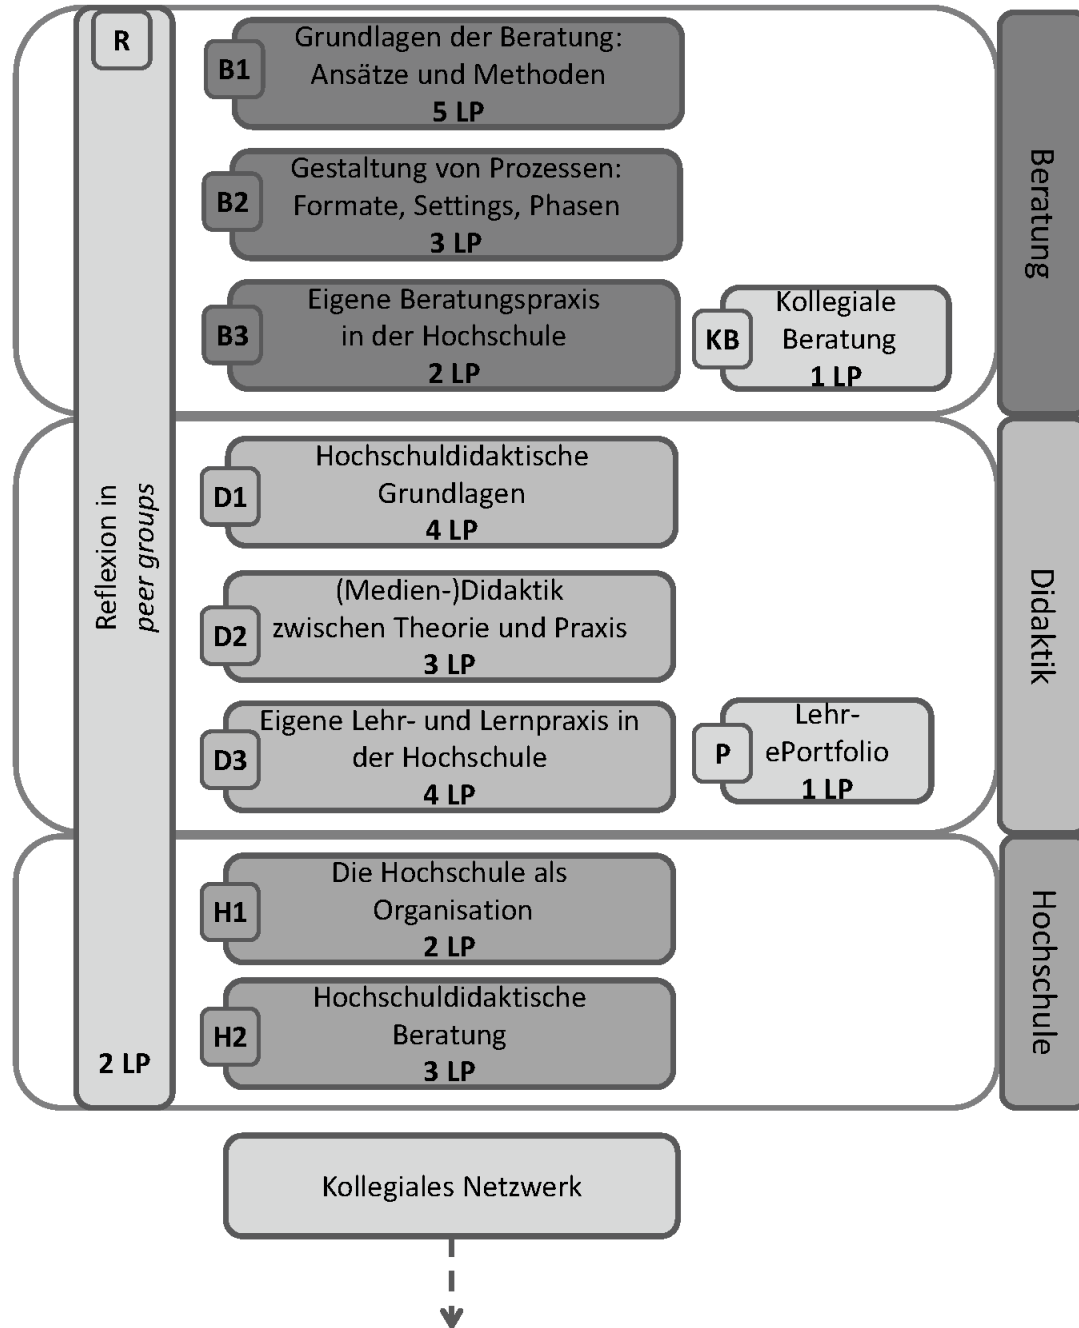 R
Reflexion in
peer groups
2 LP
B1
Grundlagen der Beratung:
Ansätze und Methoden
5 LP
B2
Gestaltung von Prozessen:
Formate, Settings, Phasen
3 LP
B3
Eigene Beratungspraxis
in der Hochschule
2 LP
KB
Kollegiale
Beratung
1 LP
Beratung
D1
Hochschuldidaktische
Grundlagen
4 LP
D2
(Medien-)Didaktik
zwischen Theorie und Praxis
3 LP
D3
Eigene Lehr- und Lernpraxis in
der Hochschule
4 LP
P
Lehr-
ePortfolio
1 LP
Didaktik
H1
Die Hochschule als
Organisation
2 LP
H2
Hochschuldidaktische
Beratung
3 LP
Hochschule
Kollegiales Netzwerk